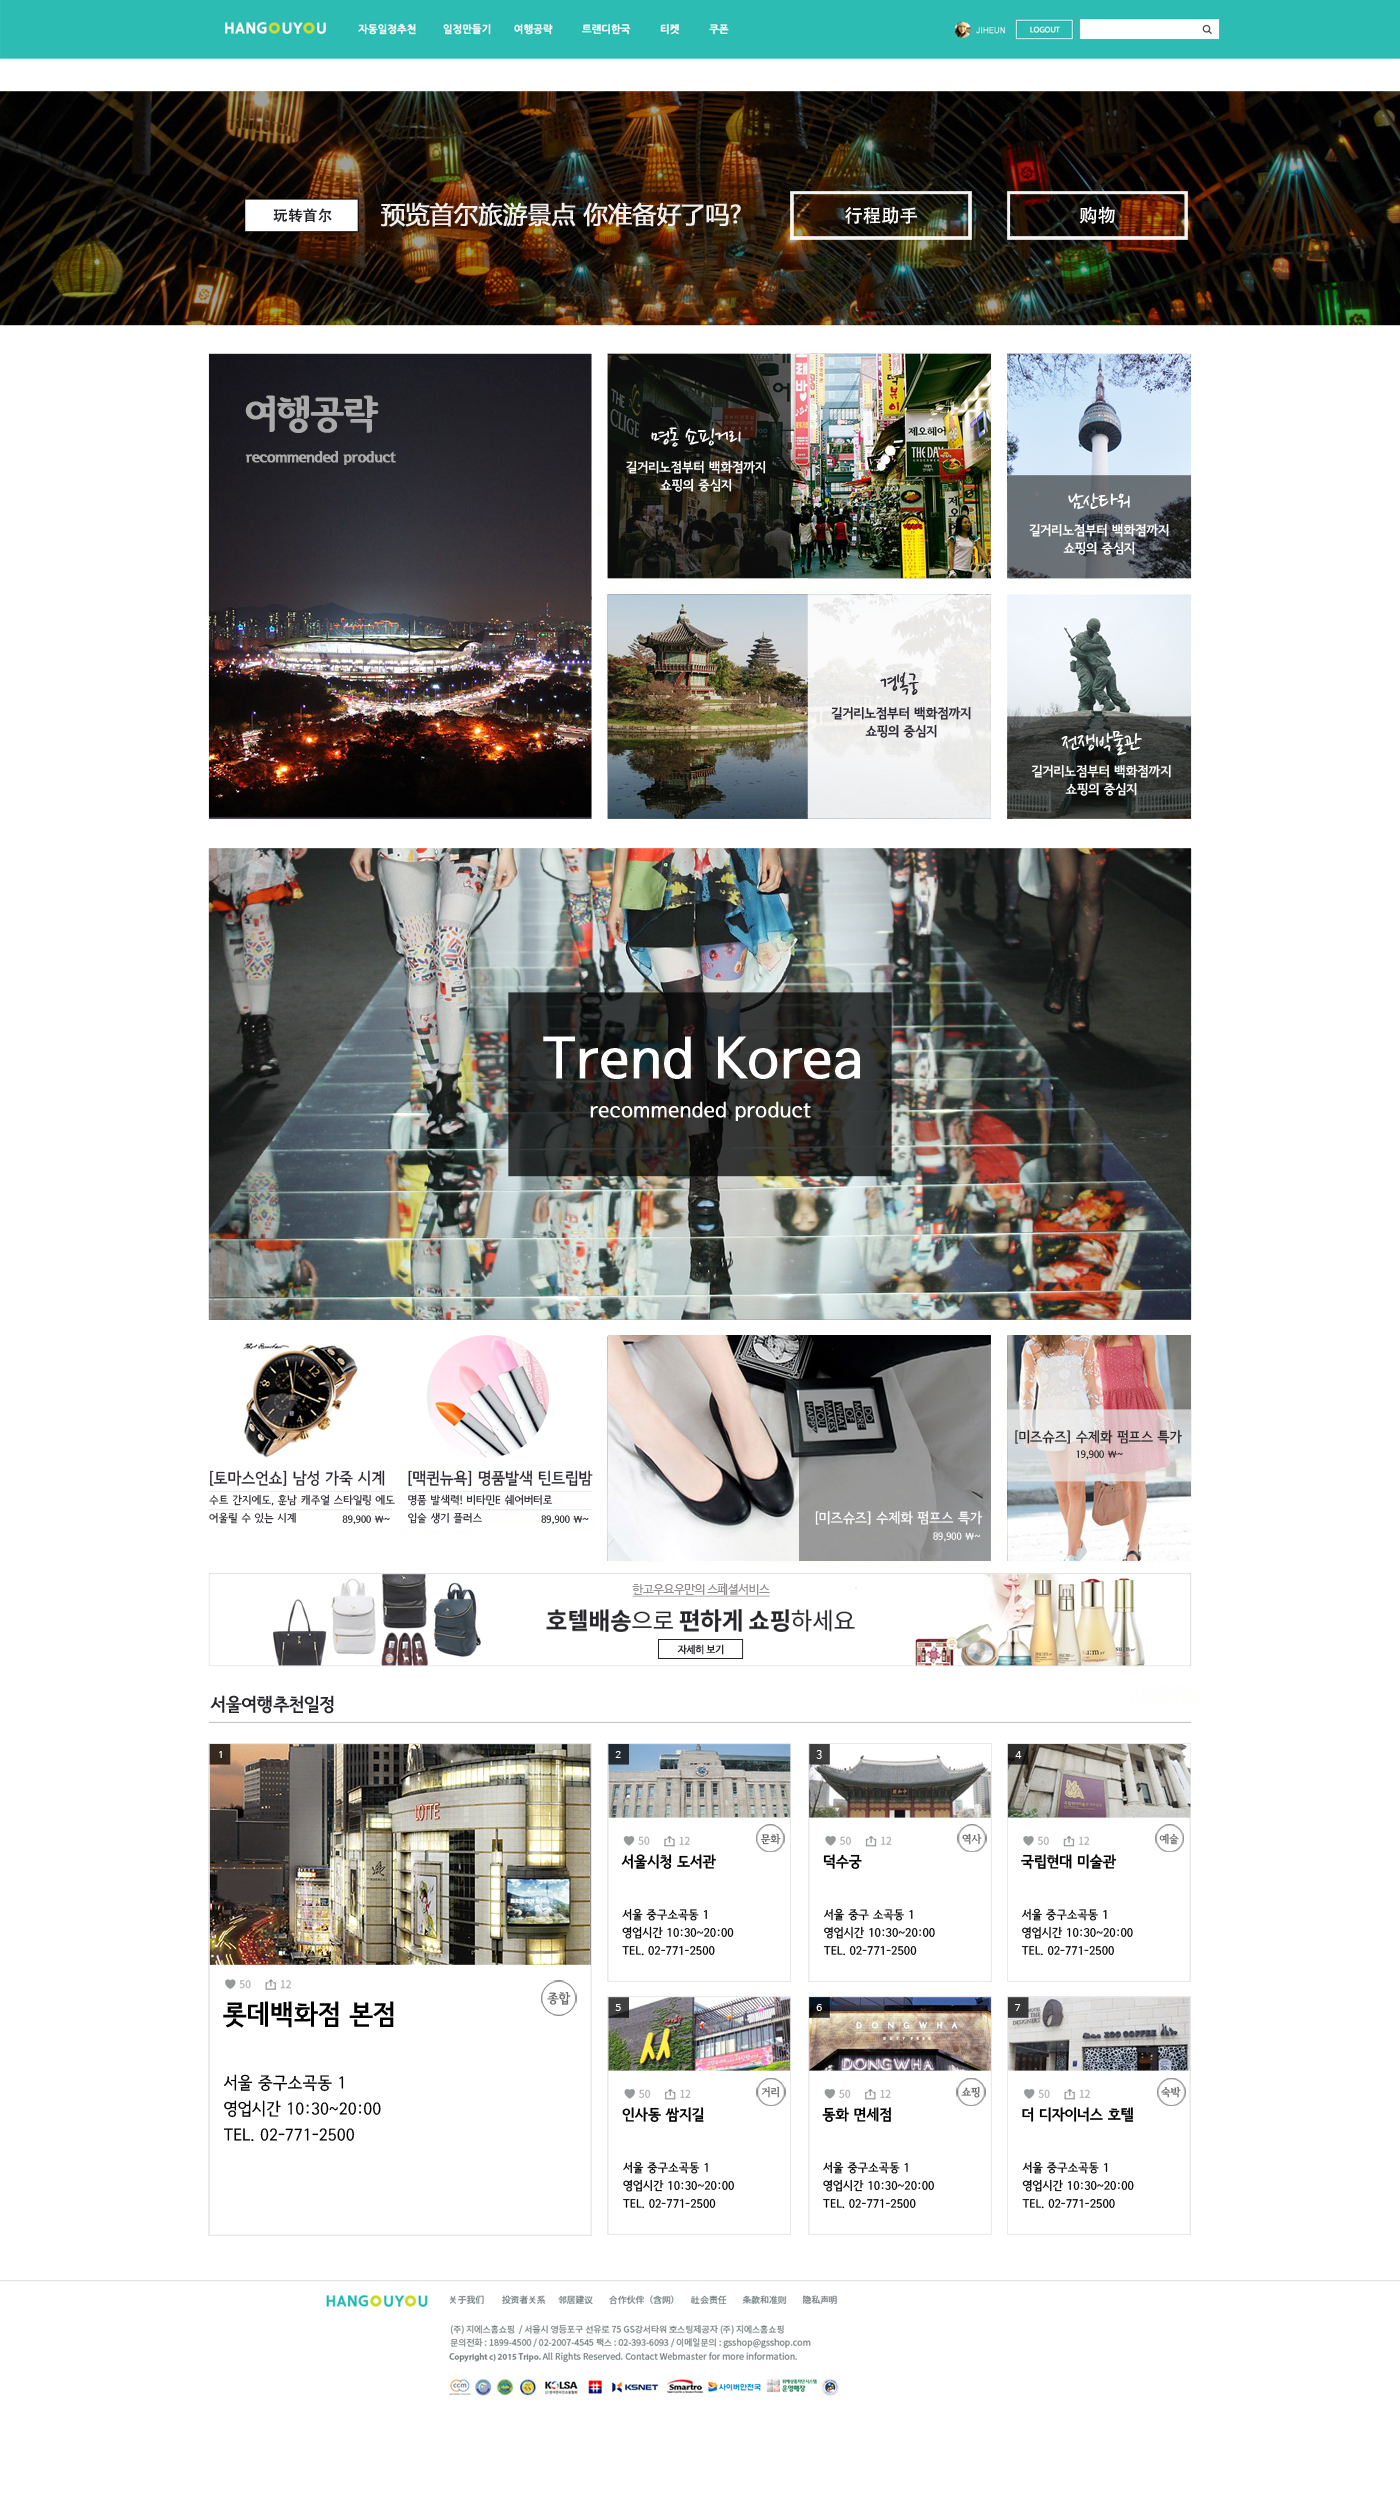 HANGOUYOU 자동일정추천 일정만들기 여행공략 트랜디한국 티켓 쿠폰 JIHEUN LOGOUT
玩转首尔 预览首尔旅游景点 你准备好了吗? 行程助手 购物
여행공략
recommended product
명동 쇼핑거리
길거리노점부터 백화점까지
쇼핑의 중심지
제오헤어
THE DA
남산타워
길거리노점부터 백화점까지
쇼핑의 중심지
경복궁
길거리노점부터 백화점까지
쇼핑의 중심지
전쟁박물관
길거리노점부터 백화점까지
쇼핑의 중심지
Trend Korea
recommended product
[토마스언쇼] 남성 가죽 시계
수트 간지에도, 훈남 캐주얼 스타일링 에도
어울릴 수 있는 시계 89,900 ₩~
[맥퀸뉴욕] 명품발색 틴트립밤
명품 발색력! 비타민E 쉐어버터로
입술 생기 플러스 89,900 ₩~
[미즈슈즈] 수제화 펌프스 특가
89,900 ₩~
[미즈슈즈] 수제화 펌프스 특가
19,900 ₩~
한고우요우만의 스페셜서비스
호텔배송으로 편하게 쇼핑하세요
자세히 보기
서울여행추천일정
1
LOTTE
50 12
종합
롯데백화점 본점
서울 중구소곡동 1
영업시간 10:30~20:00
TEL. 02-771-2500
2
50 12
문화
서울시청 도서관
서울 중구소곡동 1
영업시간 10:30~20:00
TEL. 02-771-2500
3
50 12
역사
덕수궁
서울 중구 소곡동 1
영업시간 10:30~20:00
TEL. 02-771-2500
4
50 12
예술
국립현대 미술관
서울 중구소곡동 1
영업시간 10:30~20:00
TEL. 02-771-2500
5
50 12
거리
인사동 쌈지길
서울 중구소곡동 1
영업시간 10:30~20:00
TEL. 02-771-2500
6
DONGWHA
DUTY FREE
DONGWHA
50 12
쇼핑
동화 면세점
서울 중구소곡동 1
영업시간 10:30~20:00
TEL. 02-771-2500
7
ZOO COFFEE
50 12
숙박
더 디자이너스 호텔
서울 중구소곡동 1
영업시간 10:30~20:00
TEL. 02-771-2500
HANGOUYOU 关于我们 投资者关系 邻居建议 合作伙伴（含网） 社会责任 条款和准则 隐私声明
(주) 지에스홈쇼핑 / 서울시 영등포구 선유로 75 GS강서타워 호스팅제공자 (주) 지에스홈쇼핑
문의전화 : 1899-4500 / 02-2007-4545 팩스 : 02-393-6093 / 이메일문의 : gsshop@gsshop.com
Copyright c) 2015 Tripo. All Rights Reserved. Contact Webmaster for more information.
ccm KOLSA KSNET Smartro 사이버안전국 운영매장